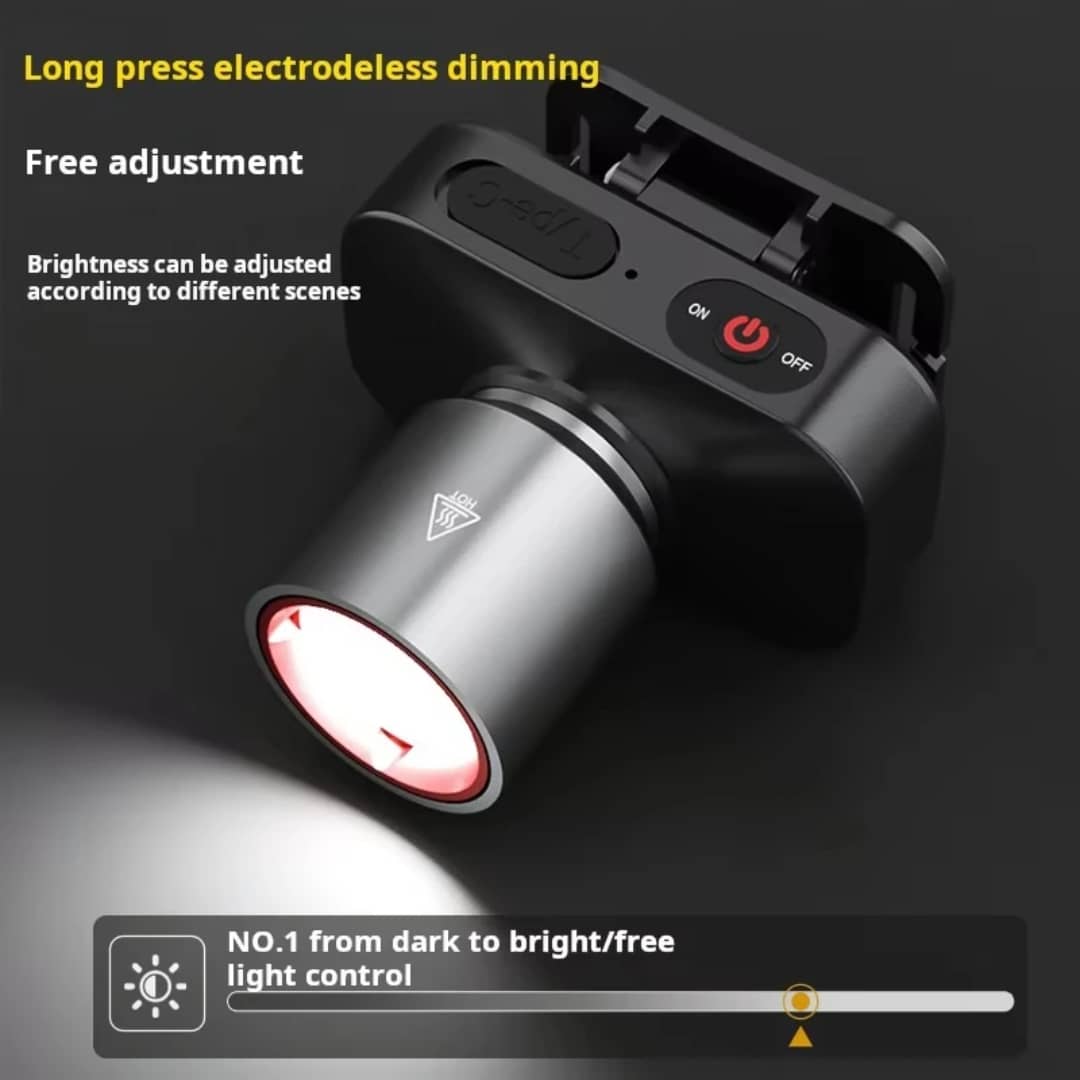 Long press electrodeless dimming
Free adjustment
Brightness can be adjusted
according to different scenes
Type-C
ON
OFF
HOT
NO.1 from dark to bright/free
light control